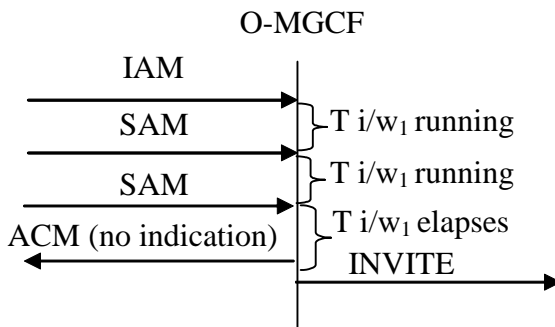 O-MGCF
IAM
T i/w1 running
SAM
T i/w1 running
SAM
T i/w1 elapses
ACM (no indication)
INVITE